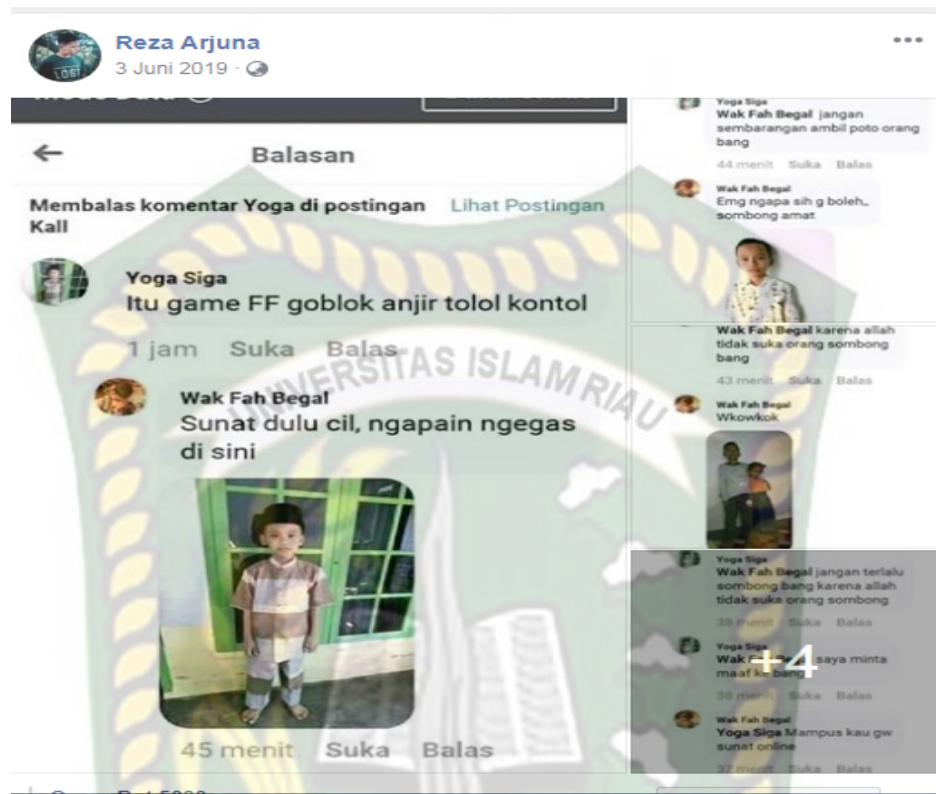 Reza Arjuna
3 Juni 2019
Balasan
Membalas komentar Yoga di postingan
Kall
Lihat Postingan
Yoga Siga
Itu game FF goblok anjir tolol kontol
1 jam Suka Balas
UNIVERSITAS ISLAM RIAU
Wak Fah Begal
Sunat dulu cil, ngapain ngegas
di sini
45 menit Suka Balas
Yoga Siga
Wak Fah Begal jangan
sembarangan ambil poto orang
bang
44 menit Suka Balas
Wak Fah Begal
Emg ngapa sih g boleh,,
sombong amat
Wak Fah Begal karena allah
tidak suka orang sombong
bang
43 menit Suka Balas
Wak Fah Begal
Wkowkok
Yoga Siga
Wak Fah Begal jangan terlalu
sombong bang karena allah
tidak suka orang sombong
38 menit Suka Balas
Yoga Siga
Wak saya minta
maaf ke bang
+4
38 menit Suka Balas
Wak Fah Begal
Yoga Siga Mampus kau gw
sunat online
37 menit Suka Balas